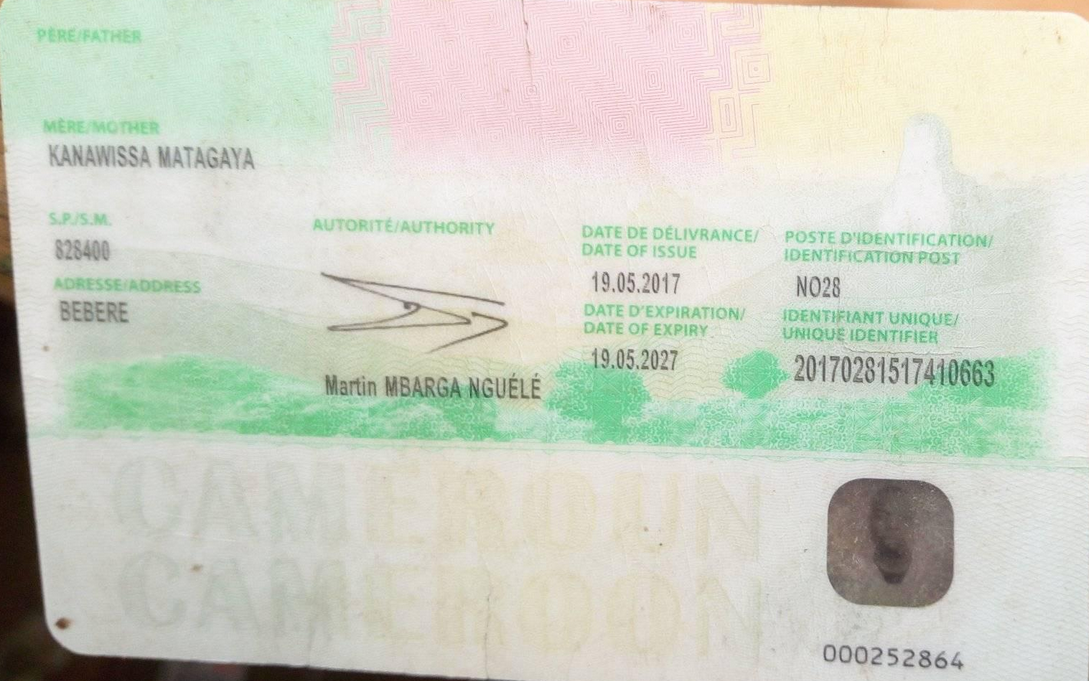 PÈRE/FATHER
MÈRE/MOTHER
KANAWISSA MATAGAYA
S.P./S.M.
828400
ADRESSE/ADDRESS
BEBERE
AUTORITÉ/AUTHORITY
Martin MBARGA NGUÉLÉ
DATE DE DÉLIVRANCE/
DATE OF ISSUE
19.05.2017
DATE D'EXPIRATION/
DATE OF EXPIRY
19.05.2027
POSTE D'IDENTIFICATION/
IDENTIFICATION POST
NO28
IDENTIFIANT UNIQUE/
UNIQUE IDENTIFIER
20170281517410663
CAMEROUN
CAMEROON
000252864